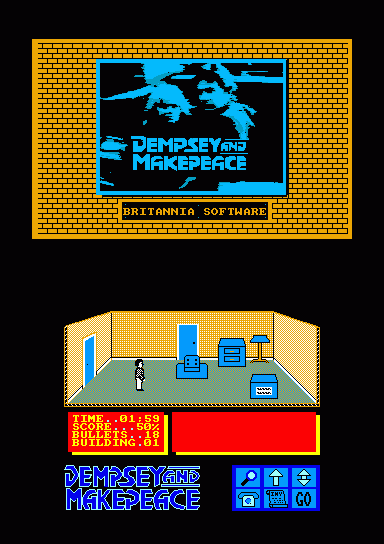 DEMPSEY AND
MAKEPEACE
BRITANNIA SOFTWARE
TIME..01:59
SCORE...50%
BULLETS..18
BUILDING.01
DEMPSEY AND
MAKEPEACE
GO